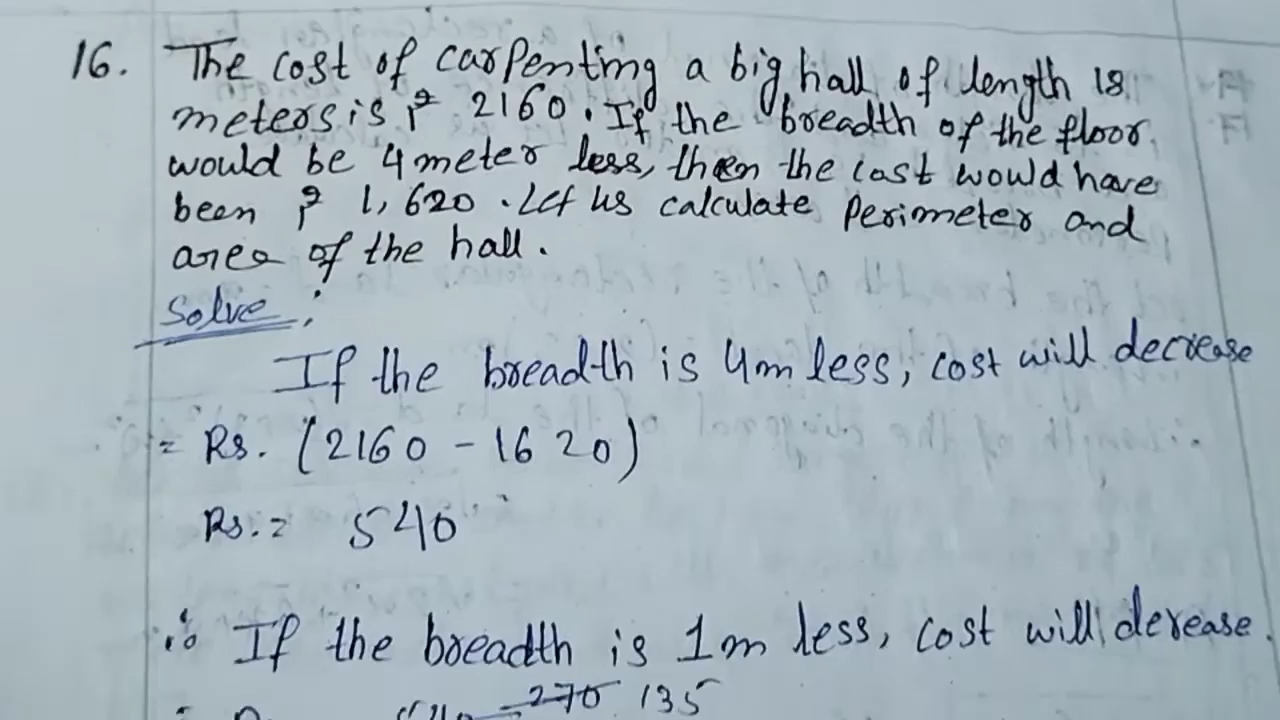 16. The cost of carpenting a big hall of length 18
meters is ₹ 2160. If the breadth of the floor
would be 4 meter less, then the cost would have
been ₹ 1,620. Let us calculate Perimeter and
area of the hall.
Solve:
If the breadth is 4m less, cost will decrease
= Rs. (2160 - 1620)
Rs. = 540
∴ If the breadth is 1m less, cost will derease.
270 135